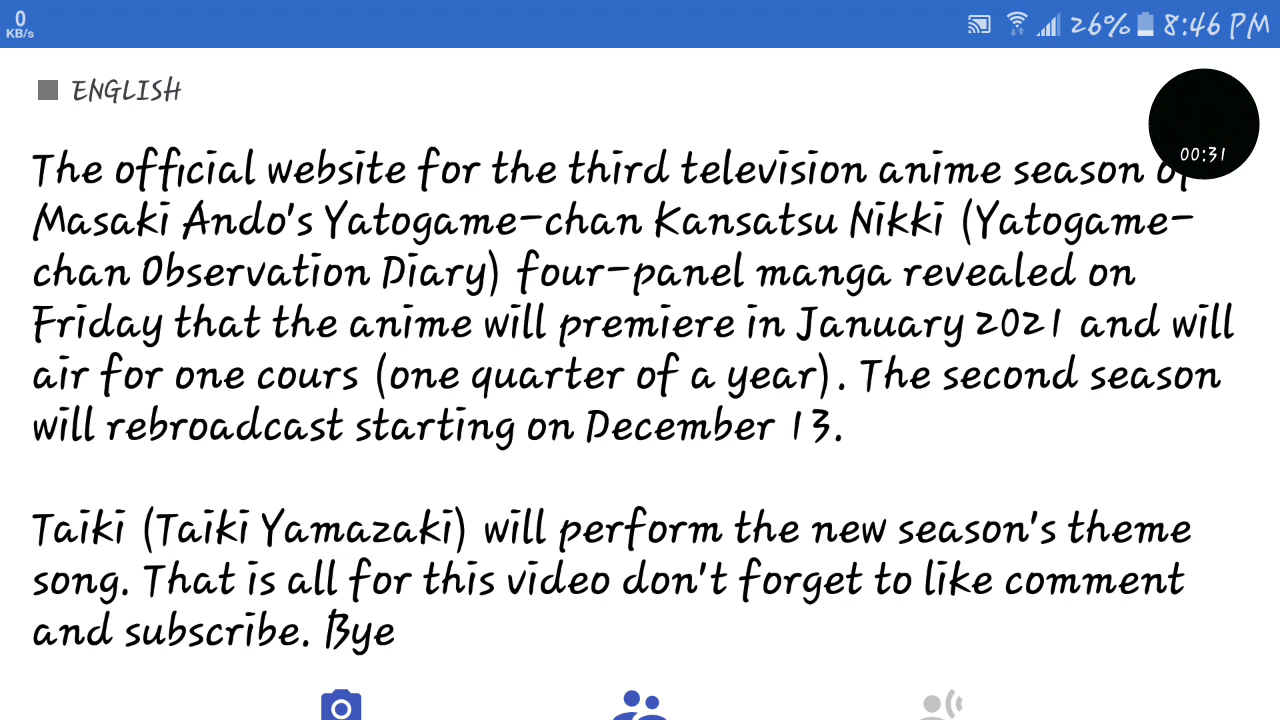 0
KB/s
26% 8:46 PM
ENGLISH
00:31
The official website for the third television anime season of
Masaki Ando's Yatogame-chan Kansatsu Nikki (Yatogame-
chan Observation Diary) four-panel manga revealed on
Friday that the anime will premiere in January 2021 and will
air for one cours (one quarter of a year). The second season
will rebroadcast starting on December 13.
Taiki (Taiki Yamazaki) will perform the new season's theme
song. That is all for this video don't forget to like comment
and subscribe. Bye